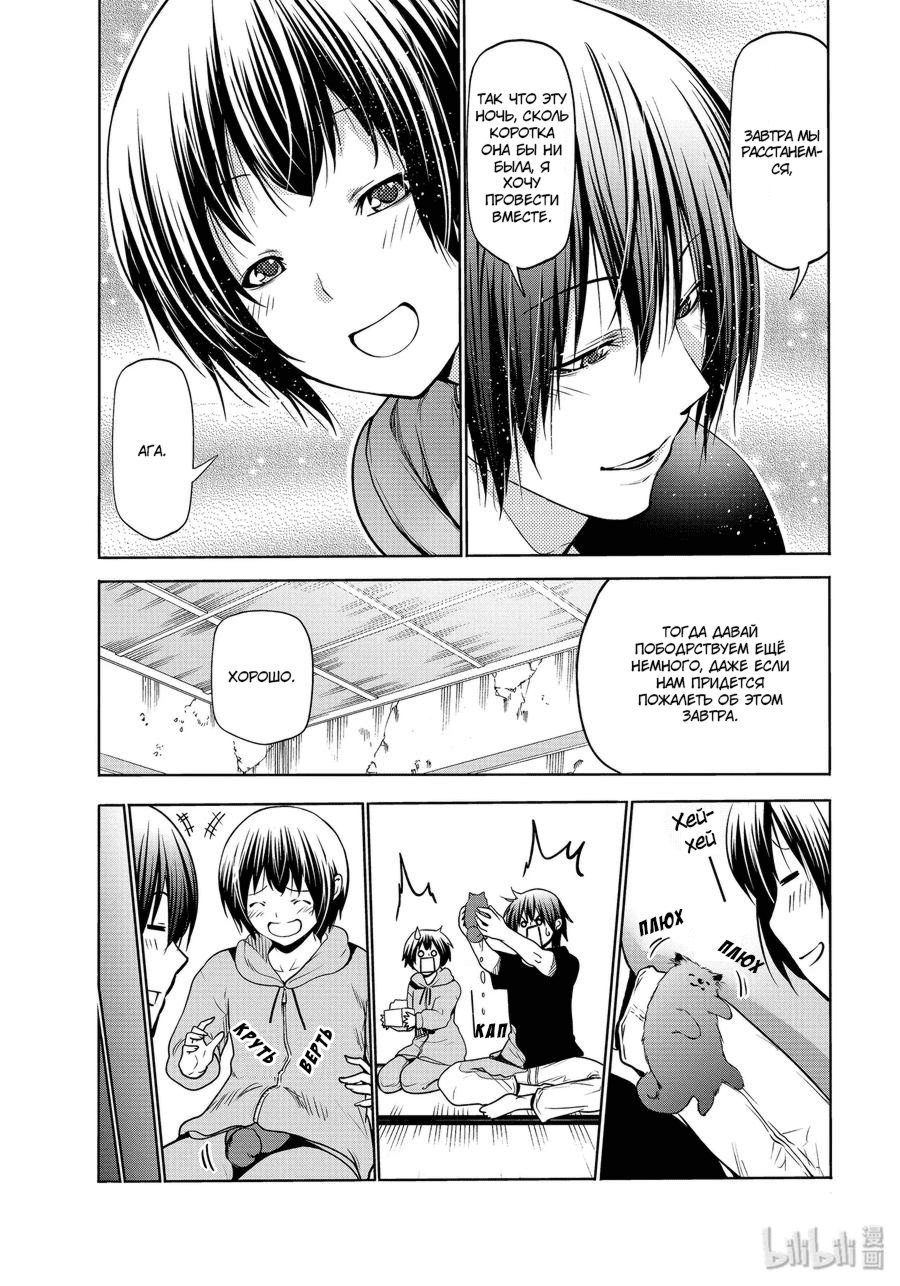 ЗАВТРА МЫ
РАССТАНЕМ-
СЯ,
ТАК ЧТО ЭТУ
НОЧЬ, СКОЛЬ
КОРОТКА
ОНА БЫ НИ
БЫЛА, Я
ХОЧУ
ПРОВЕСТИ
ВМЕСТЕ.
АГА.
ТОГДА ДАВАЙ
ПОБОДРСТВУЕМ ЕЩЁ
НЕМНОГО, ДАЖЕ ЕСЛИ
НАМ ПРИДЕТСЯ
ПОЖАЛЕТЬ ОБ ЭТОМ
ЗАВТРА.
ХОРОШО.
Хей-
хей
ПЛЮХ
ПЛЮХ
КАП
КРУТЬ
ВЕРТЬ
bilibili
漫画